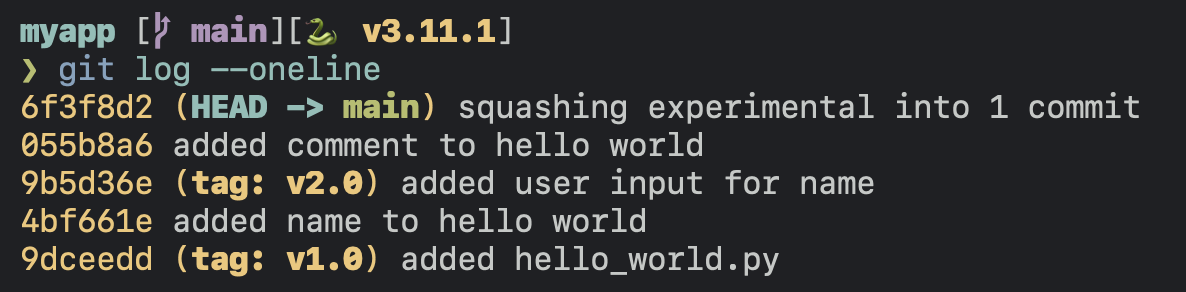 myapp [ main][🐍 v3.11.1]
❯ git log --oneline
6f3f8d2 (HEAD -> main) squashing experimental into 1 commit
055b8a6 added comment to hello world
9b5d36e (tag: v2.0) added user input for name
4bf661e added name to hello world
9dceedd (tag: v1.0) added hello_world.py